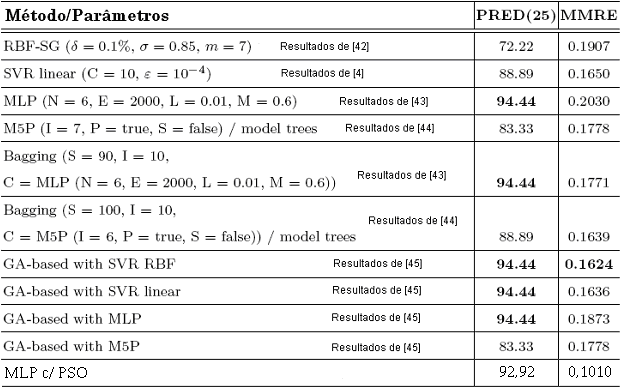 Método/Parâmetros PRED(25) MMRE
RBF-SG (δ = 0.1%, σ = 0.85, m = 7) Resultados de [42] 72.22 0.1907
SVR linear (C = 10, ε = 10⁻⁴) Resultados de [4] 88.89 0.1650
MLP (N = 6, E = 2000, L = 0.01, M = 0.6) Resultados de [43] 94.44 0.2030
M5P (I = 7, P = true, S = false) / model trees Resultados de [44] 83.33 0.1778
Bagging (S = 90, I = 10,
C = MLP (N = 6, E = 2000, L = 0.01, M = 0.6)) Resultados de [43] 94.44 0.1771
Bagging (S = 100, I = 10,
C = M5P (I = 6, P = true, S = false)) / model trees Resultados de [44] 88.89 0.1639
GA-based with SVR RBF Resultados de [45] 94.44 0.1624
GA-based with SVR linear Resultados de [45] 94.44 0.1636
GA-based with MLP Resultados de [45] 94.44 0.1873
GA-based with M5P Resultados de [45] 83.33 0.1778
MLP c/ PSO 92,92 0,1010